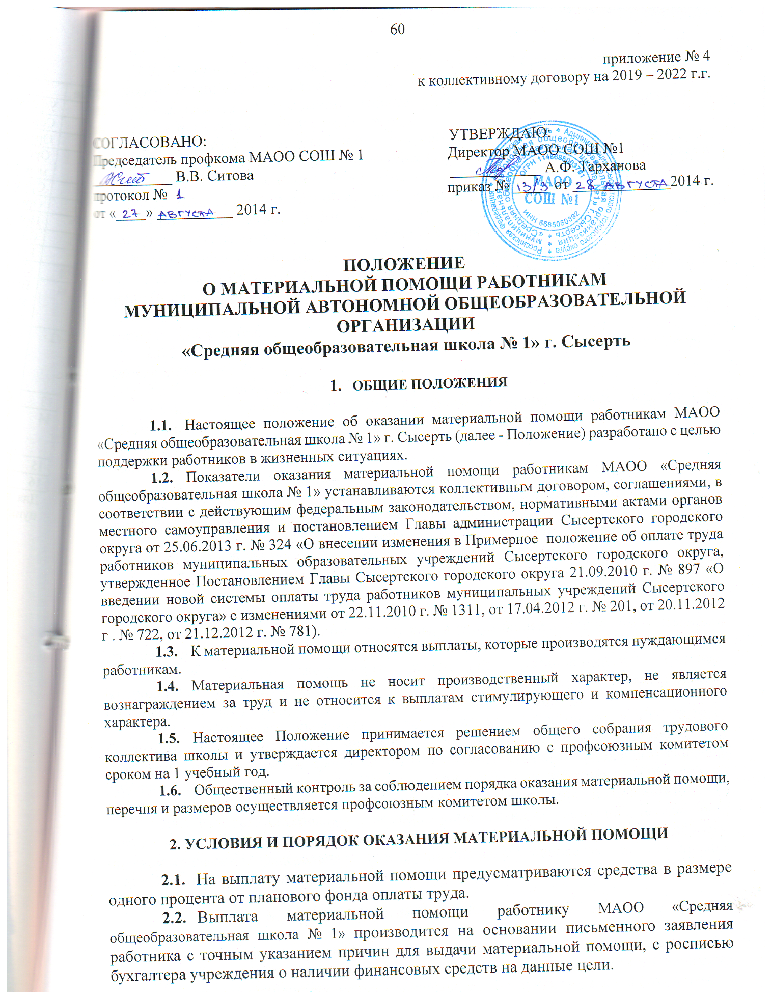 60
приложение № 4
к коллективному договору на 2019 – 2022 г.г.
СОГЛАСОВАНО:
Председатель профкома МАОО СОШ № 1
В.В. Ситова
протокол № 1
от «27» августа 2014 г.
УТВЕРЖДАЮ:
Директор МАОО СОШ №1
А.Ф. Тарханова
приказ № 13/3 от 28 августа 2014 г.
ОГРН 1146685003761
МАОО
СОШ №1
ИНН 6685050392
ПОЛОЖЕНИЕ
О МАТЕРИАЛЬНОЙ ПОМОЩИ РАБОТНИКАМ
МУНИЦИПАЛЬНОЙ АВТОНОМНОЙ ОБЩЕОБРАЗОВАТЕЛЬНОЙ
ОРГАНИЗАЦИИ
«Средняя общеобразовательная школа № 1» г. Сысерть
1. ОБЩИЕ ПОЛОЖЕНИЯ
1.1. Настоящее положение об оказании материальной помощи работникам МАОО
«Средняя общеобразовательная школа № 1» г. Сысерть (далее - Положение) разработано с целью
поддержки работников в жизненных ситуациях.
1.2. Показатели оказания материальной помощи работникам МАОО «Средняя
общеобразовательная школа № 1» устанавливаются коллективным договором, соглашениями, в
соответствии с действующим федеральным законодательством, нормативными актами органов
местного самоуправления и постановлением Главы администрации Сысертского городского
округа от 25.06.2013 г. № 324 «О внесении изменения в Примерное положение об оплате труда
работников муниципальных образовательных учреждений Сысертского городского округа,
утвержденное Постановлением Главы Сысертского городского округа 21.09.2010 г. № 897 «О
введении новой системы оплаты труда работников муниципальных учреждений Сысертского
городского округа» с изменениями от 22.11.2010 г. № 1311, от 17.04.2012 г. № 201, от 20.11.2012
г . № 722, от 21.12.2012 г. № 781).
1.3. К материальной помощи относятся выплаты, которые производятся нуждающимся
работникам.
1.4. Материальная помощь не носит производственный характер, не является
вознаграждением за труд и не относится к выплатам стимулирующего и компенсационного
характера.
1.5. Настоящее Положение принимается решением общего собрания трудового
коллектива школы и утверждается директором по согласованию с профсоюзным комитетом
сроком на 1 учебный год.
1.6. Общественный контроль за соблюдением порядка оказания материальной помощи,
перечня и размеров осуществляется профсоюзным комитетом школы.
2. УСЛОВИЯ И ПОРЯДОК ОКАЗАНИЯ МАТЕРИАЛЬНОЙ ПОМОЩИ
2.1. На выплату материальной помощи предусматриваются средства в размере
одного процента от планового фонда оплаты труда.
2.2. Выплата материальной помощи работнику МАОО «Средняя
общеобразовательная школа № 1» производится на основании письменного заявления
работника с точным указанием причин для выдачи материальной помощи, с росписью
бухгалтера учреждения о наличии финансовых средств на данные цели.